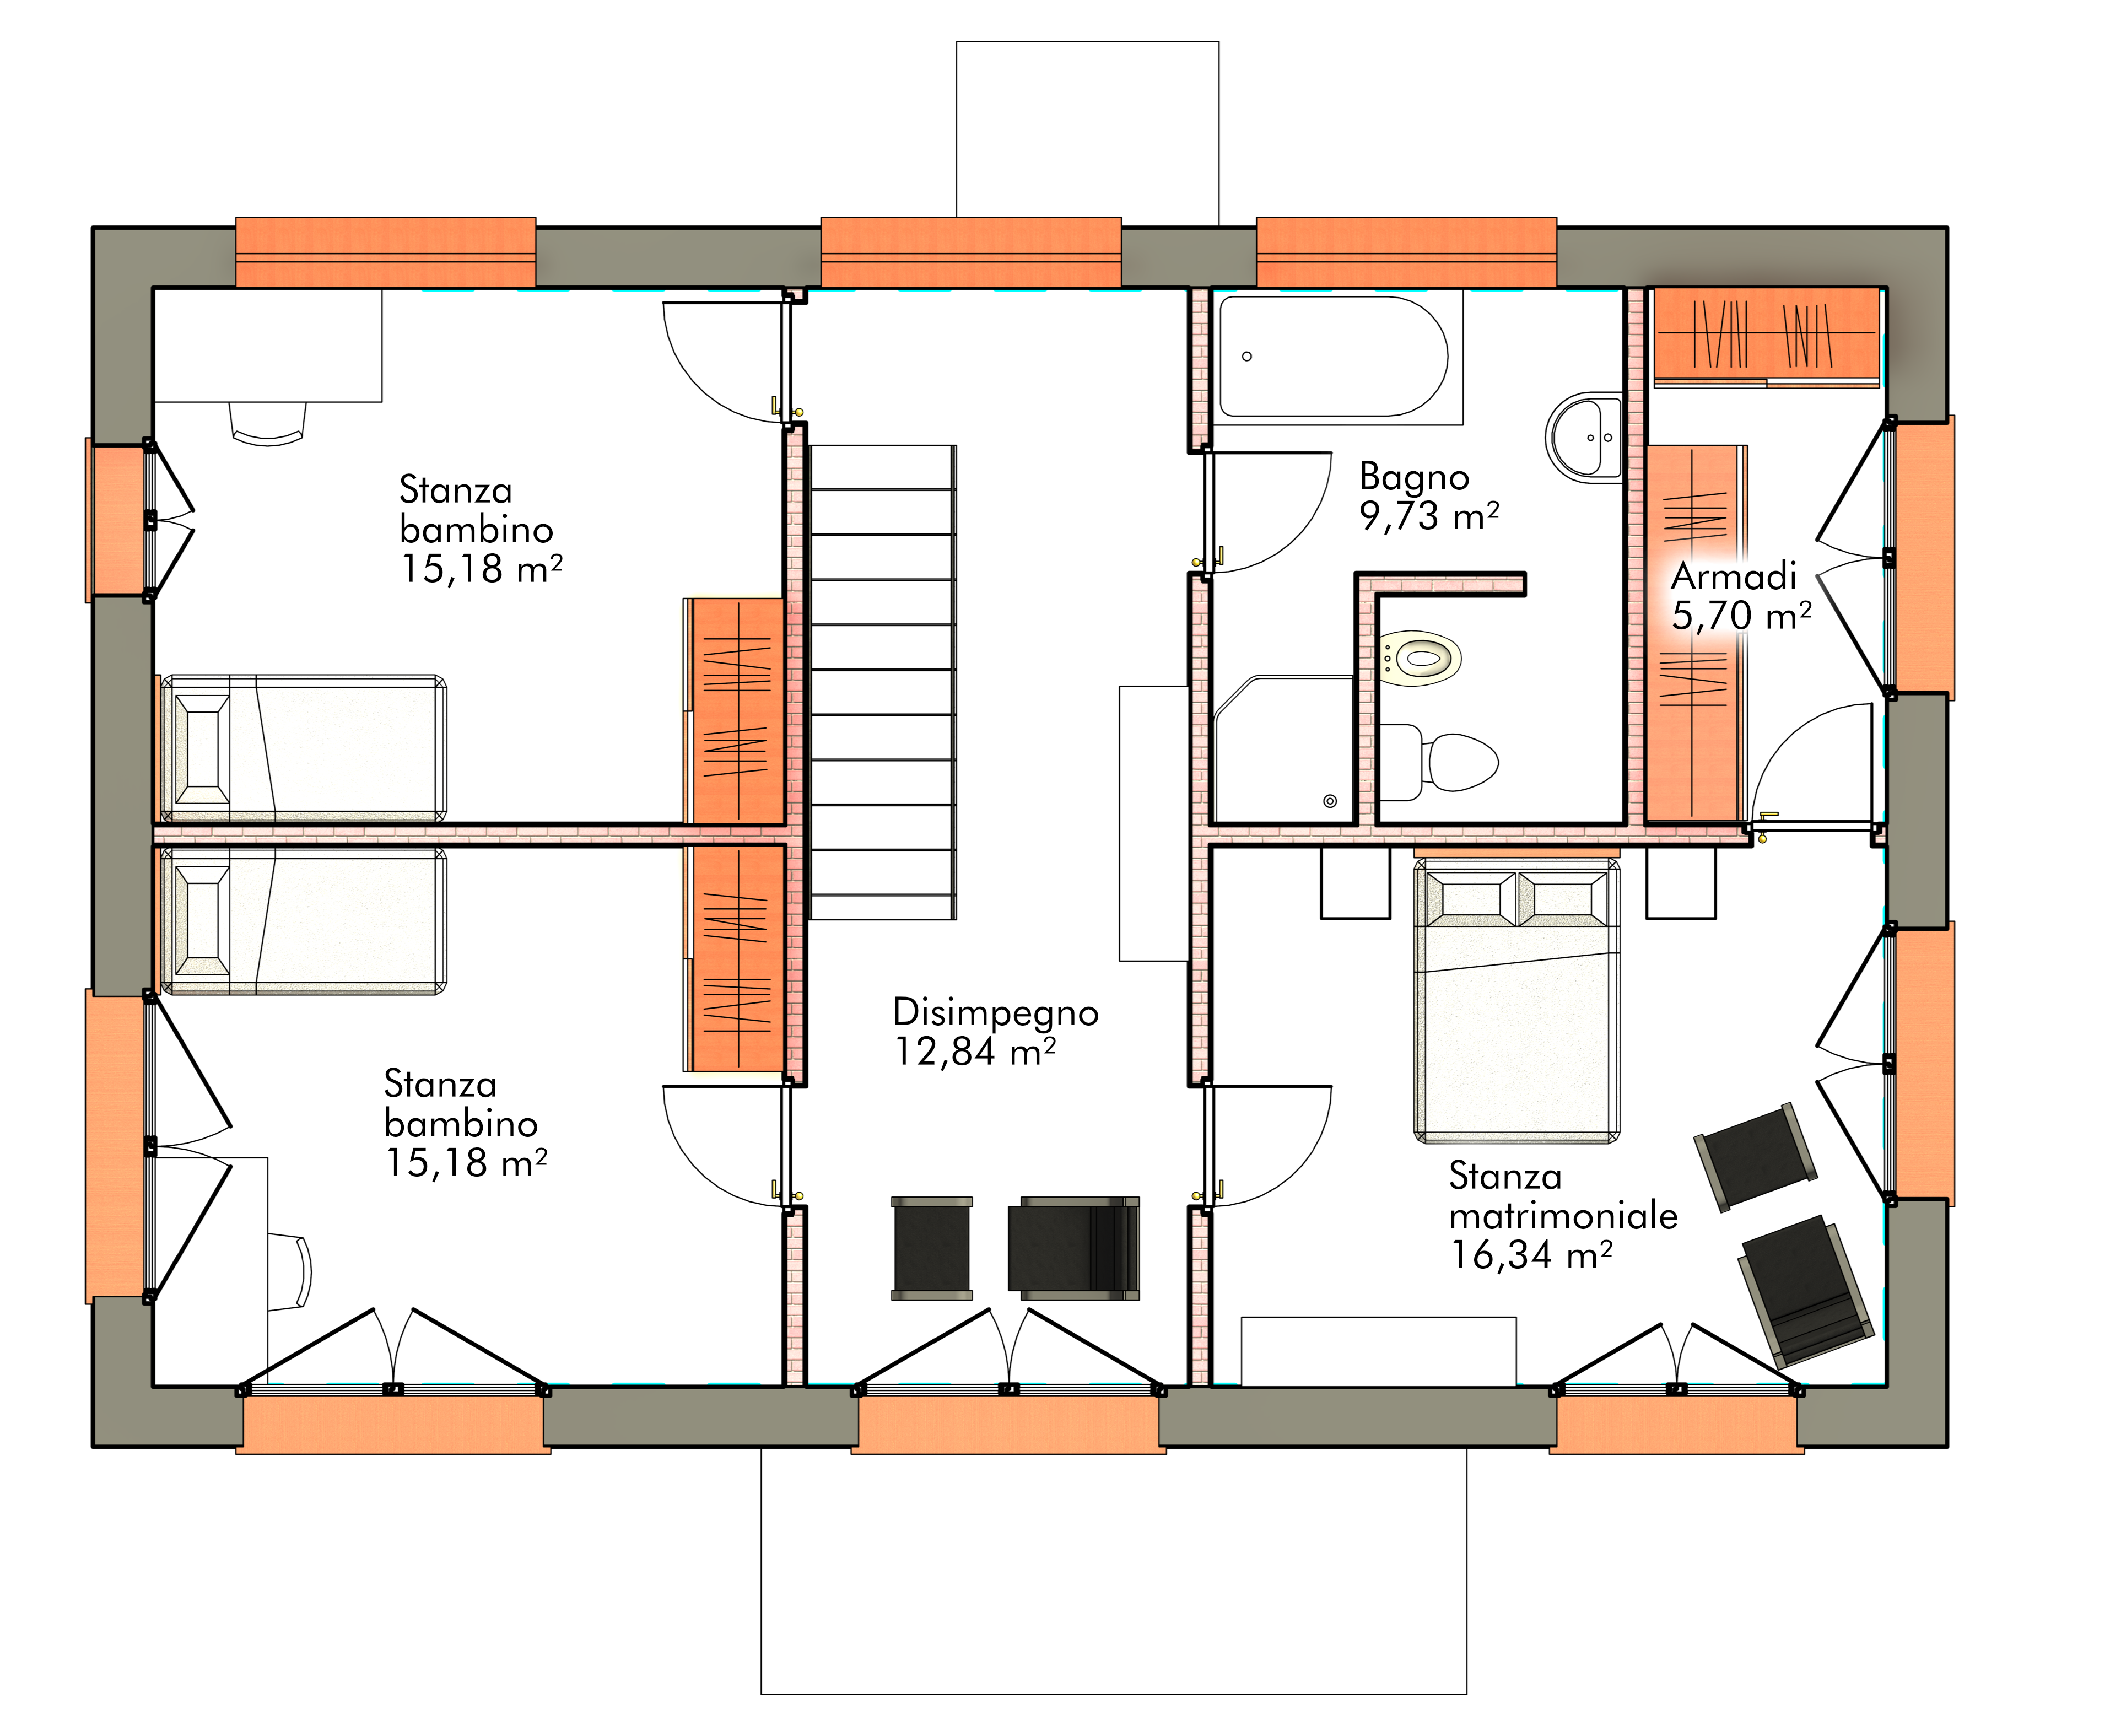 Stanza
bambino
15,18 m²
Bagno
9,73 m²
Armadi
5,70 m²
Disimpegno
12,84 m²
Stanza
bambino
15,18 m²
Stanza
matrimoniale
16,34 m²